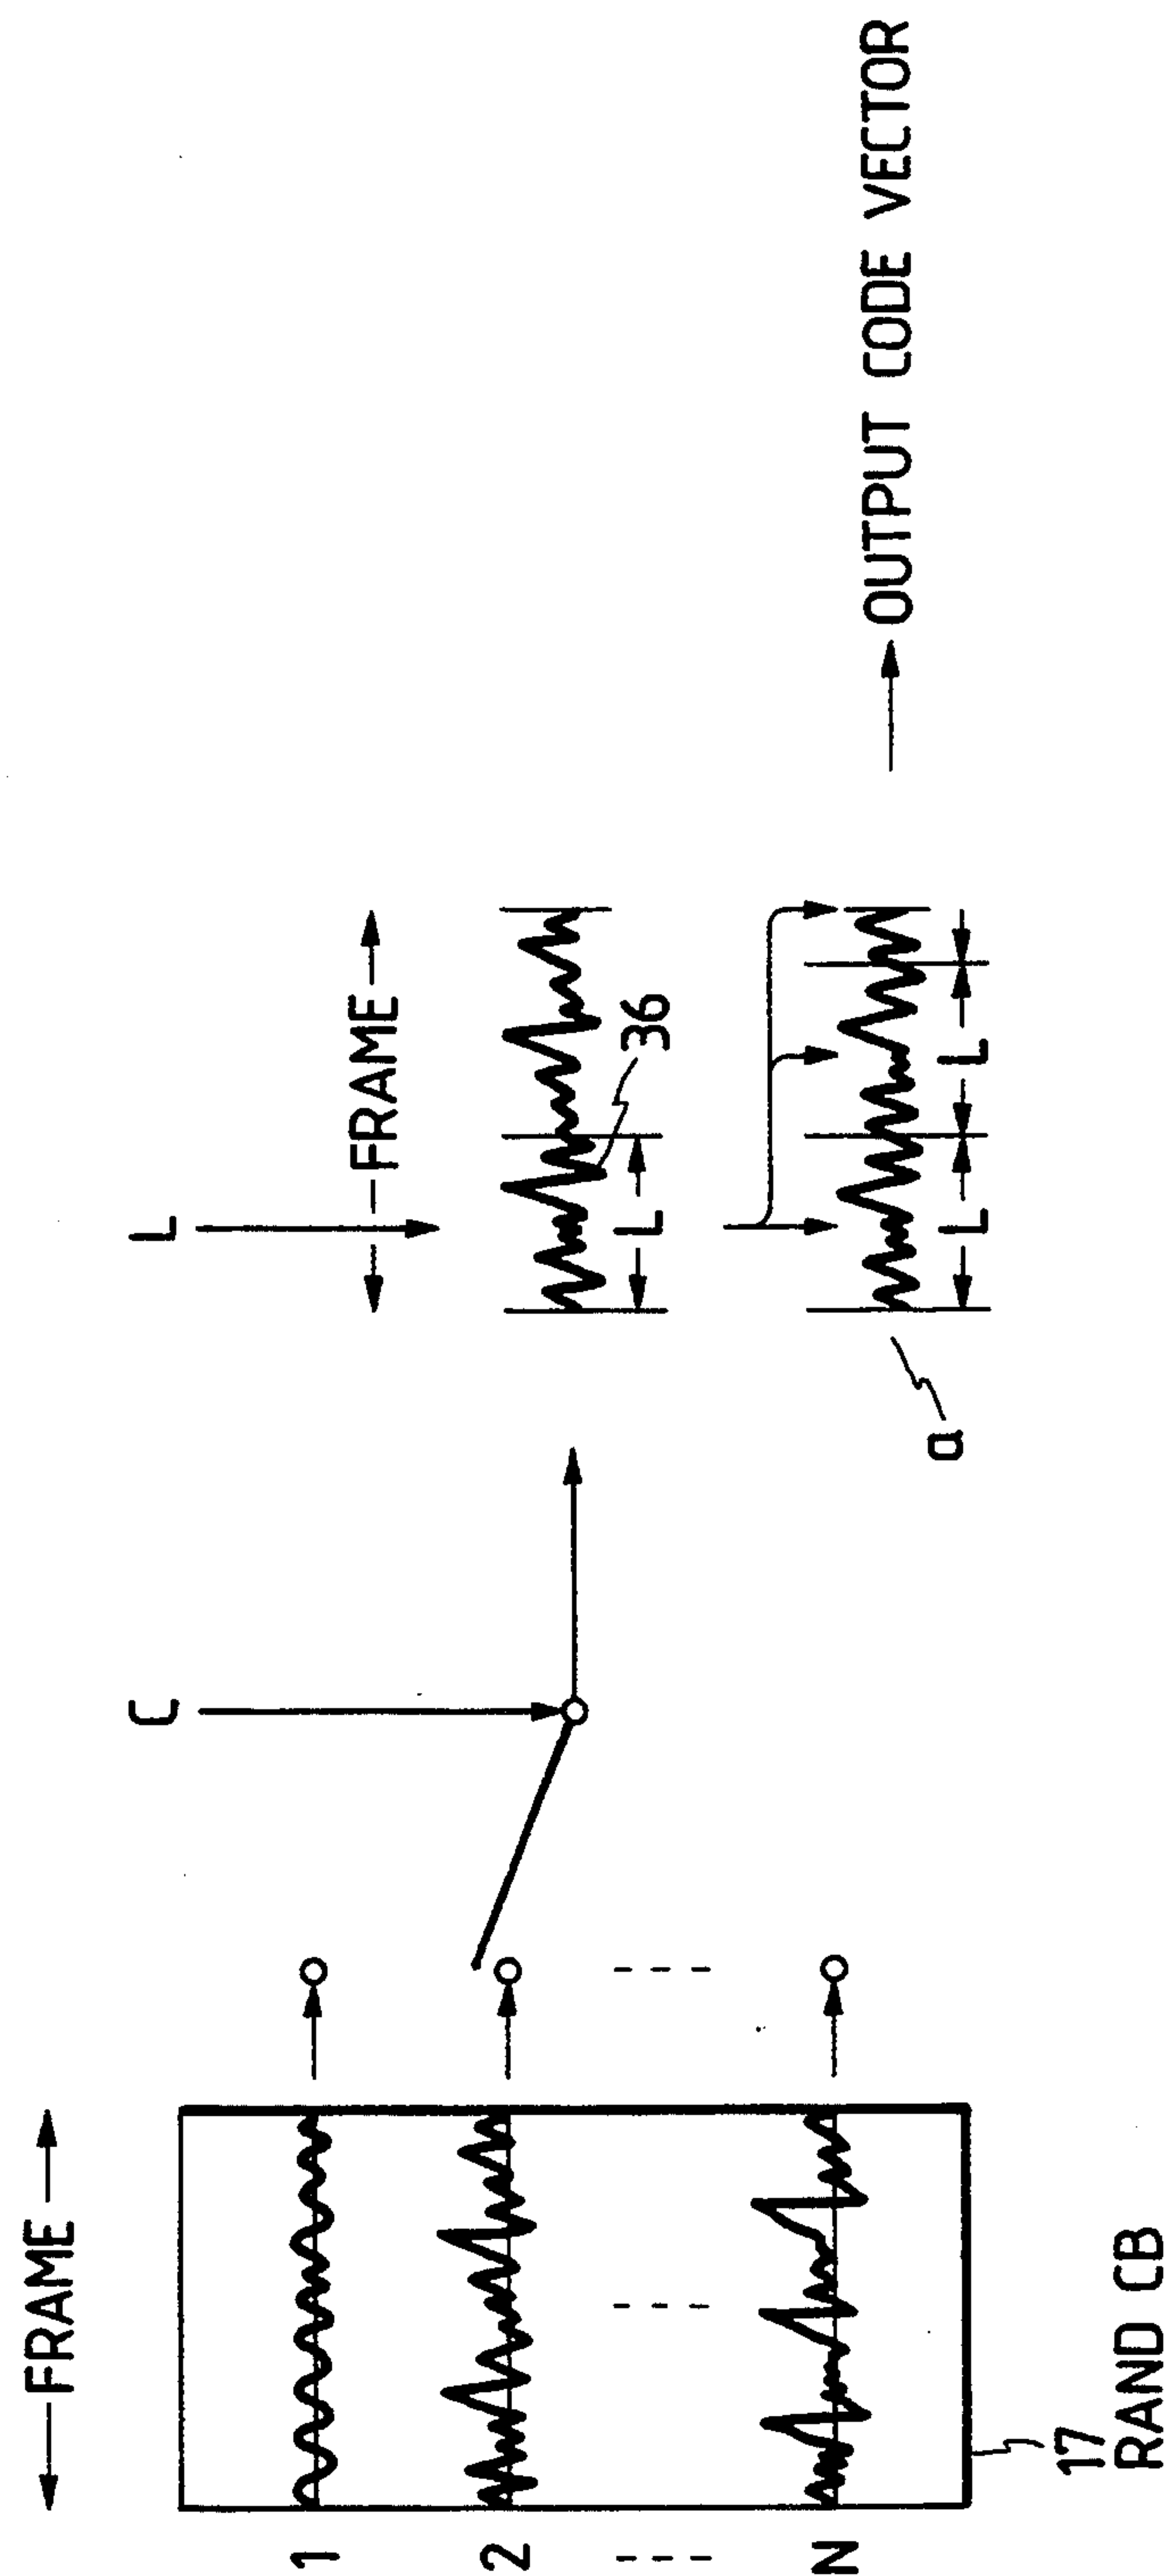 FRAME
1
2
N
17
RAND CB
C
L
FRAME
36
L
a
L
L
OUTPUT CODE VECTOR